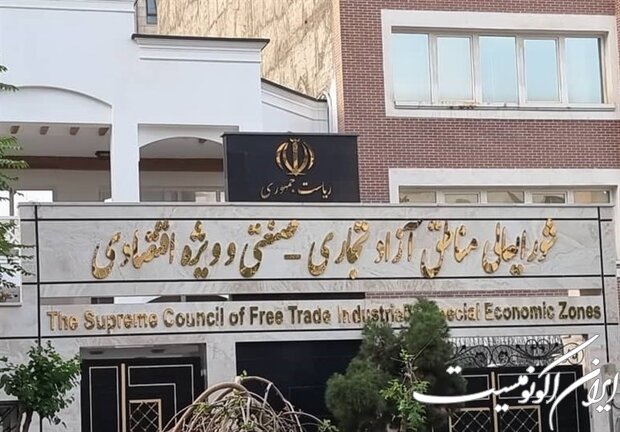 ریاست جمهوری
شورایعالی مناطق آزاد تجاری - صنعتی و ویژه اقتصادی
The Supreme Council of Free Trade Industrial Special Economic Zones
ایران اکونومیست